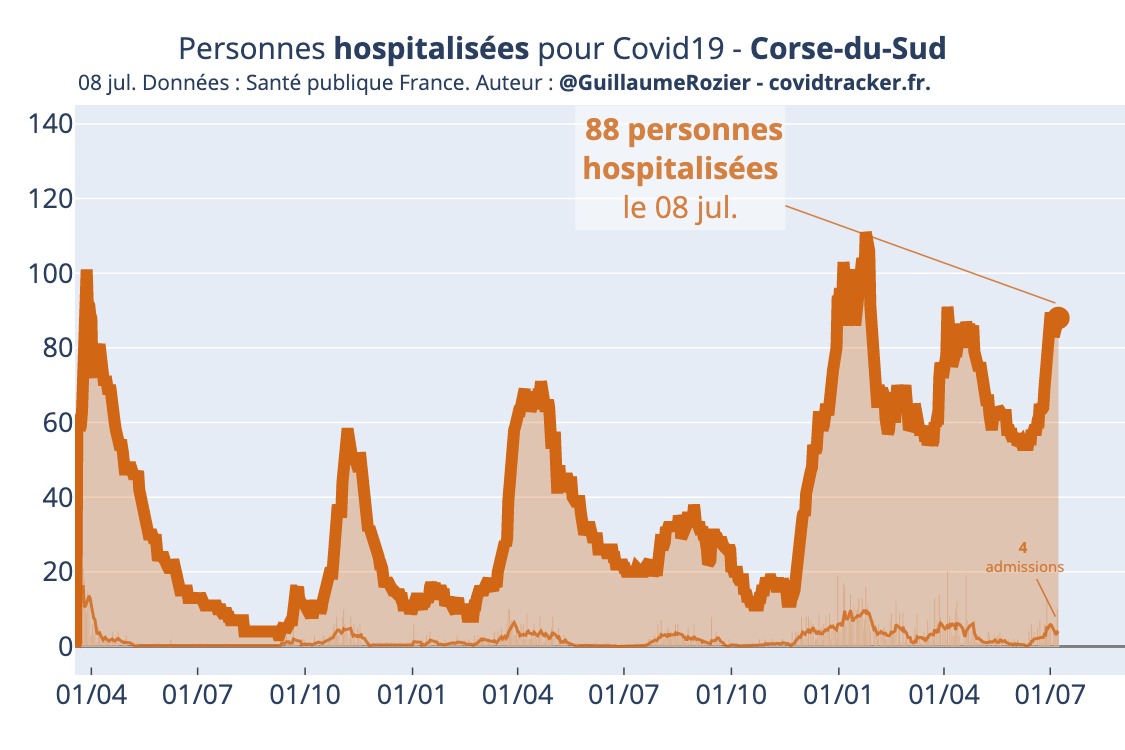 Personnes hospitalisées pour Covid19 - Corse-du-Sud
08 jul. Données : Santé publique France. Auteur : @GuillaumeRozier - covidtracker.fr.
140
120
100
80
60
40
20
0
88 personnes
hospitalisées
le 08 jul.
4
admissions
01/04 01/07 01/10 01/01 01/04 01/07 01/10 01/01 01/04 01/07